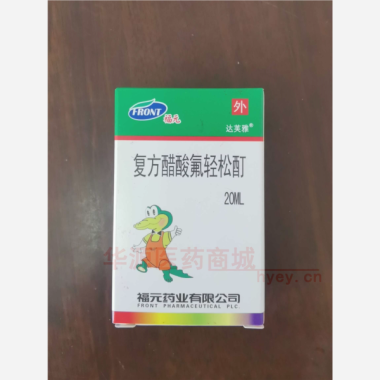 FRONT
福元
外
达芙雅®
复方醋酸氟轻松酊
20ML
华源医药商城
hyey.cn
福元药业有限公司
FRONT PHARMACEUTICAL PLC